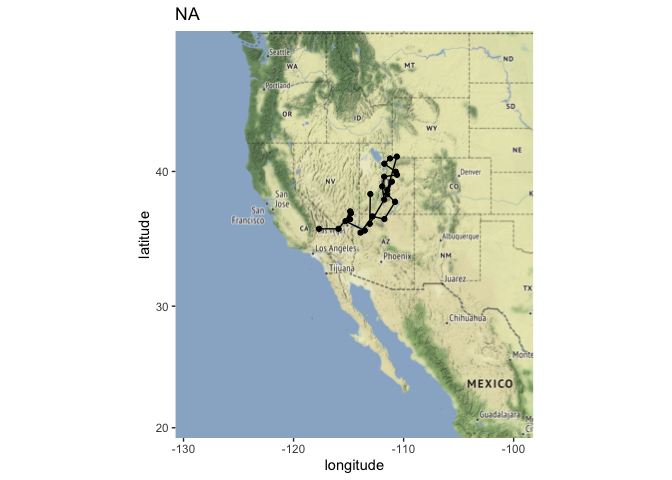 NA
Seattle
WA
MT
ND
Portland
OR
ID
SD
WY
NE
NV
Denver
CO
San
Jose
San
Francisco
CA
Los Angeles
AZ
Albuquerque
NM
Phoenix
Tijuana
Juarez
TX
Chihuahua
MEXICO
Guadalajara
40
30
20
-130
-120
-110
-100
latitude
longitude